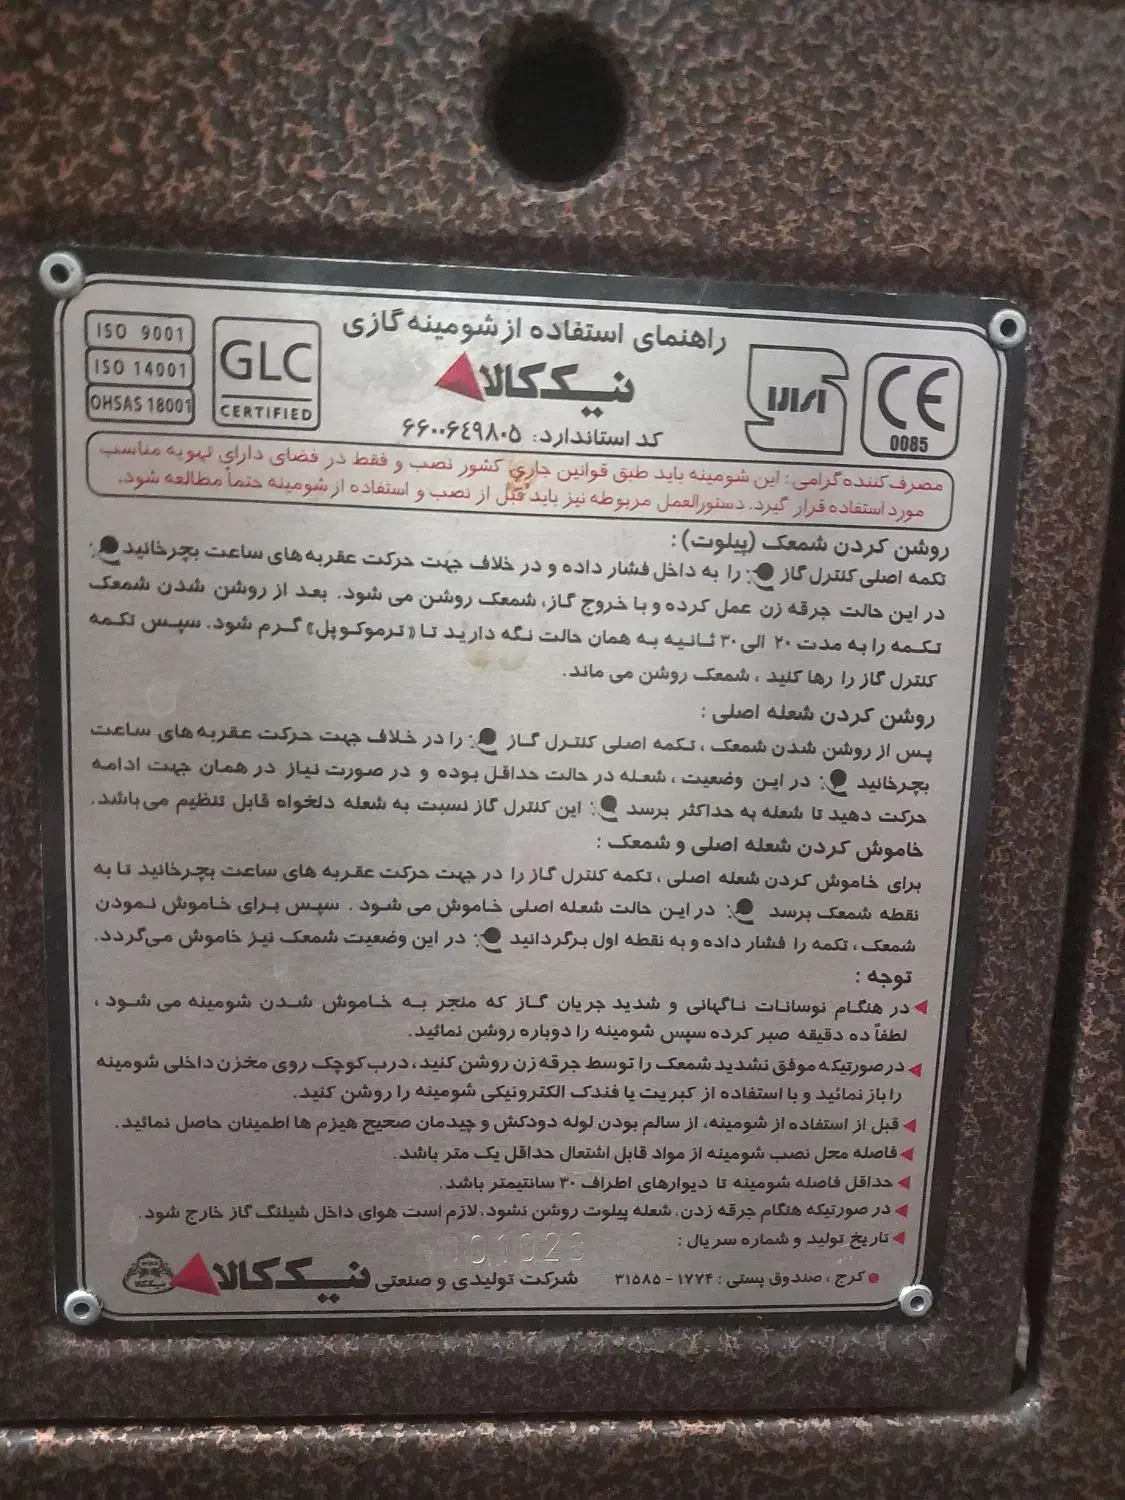 راهنمای استفاده از شومینه گازی
نیک کالا
کد استاندارد: ۶۶۰۰۶۴۹۸۰۵
ISO 9001
ISO 14001
OHSAS 18001
GLC
CERTIFIED
CE
0085
مصرف کننده گرامی: این شومینه باید طبق قوانین جاری کشور نصب و فقط در فضای دارای تهویه مناسب
مورد استفاده قرار گیرد. دستورالعمل مربوطه نیز باید قبل از نصب و استفاده از شومینه حتماً مطالعه شود.
روشن کردن شمعک (پیلوت):
تکمه اصلی کنترل گاز را به داخل فشار داده و در خلاف جهت حرکت عقربه های ساعت بچرخانید
در این حالت جرقه زن عمل کرده و با خروج گاز، شمعک روشن می شود. بعد از روشن شدن شمعک
تکمه را به مدت ۲۰ الی ۳۰ ثانیه به همان حالت نگه دارید تا «ترموکوپل» گرم شود. سپس تکمه
کنترل گاز را رها کنید ، شمعک روشن می ماند.
روشن کردن شعله اصلی :
پس از روشن شدن شمعک ، تکمه اصلی کنترل گاز را در خلاف جهت حرکت عقربه های ساعت
بچرخانید در این وضعیت ، شعله در حالت حداقل بوده و در صورت نیاز در همان جهت ادامه
حرکت دهید تا شعله به حداکثر برسد این کنترل گاز نسبت به شعله دلخواه قابل تنظیم می باشد.
خاموش کردن شعله اصلی و شمعک :
برای خاموش کردن شعله اصلی ، تکمه کنترل گاز را در جهت حرکت عقربه های ساعت بچرخانید تا به
نقطه شمعک برسد در این حالت شعله اصلی خاموش می شود . سپس برای خاموش نمودن
شمعک ، تکمه را فشار داده و به نقطه اول برگردانید در این وضعیت شمعک نیز خاموش می گردد.
توجه :
در هنگام نوسانات ناگهانی و شدید جریان گاز که منجر به خاموش شدن شومینه می شود ،
لطفاً ده دقیقه صبر کرده سپس شومینه را دوباره روشن نمائید.
درصورتیکه موفق نشدید شمعک را توسط جرقه زن روشن کنید، درب کوچک روی مخزن داخلی شومینه
را باز نمائید و با استفاده از کبریت یا فندک الکترونیکی شومینه را روشن کنید.
قبل از استفاده از شومینه، از سالم بودن لوله دودکش و چیدمان صحیح هیزم ها اطمینان حاصل نمائید.
فاصله محل نصب شومینه از مواد قابل اشتعال حداقل یک متر باشد.
حداقل فاصله شومینه تا دیوارهای اطراف ۳۰ سانتیمتر باشد.
در صورتیکه هنگام جرقه زدن، شعله پیلوت روشن نشود، لازم است هوای داخل شیلنگ گاز خارج شود.
تاریخ تولید و شماره سریال :
کرج ، صندوق پستی : ۱۷۷۴ - ۳۱۵۸۵ شرکت تولیدی و صنعتی نیک کالا